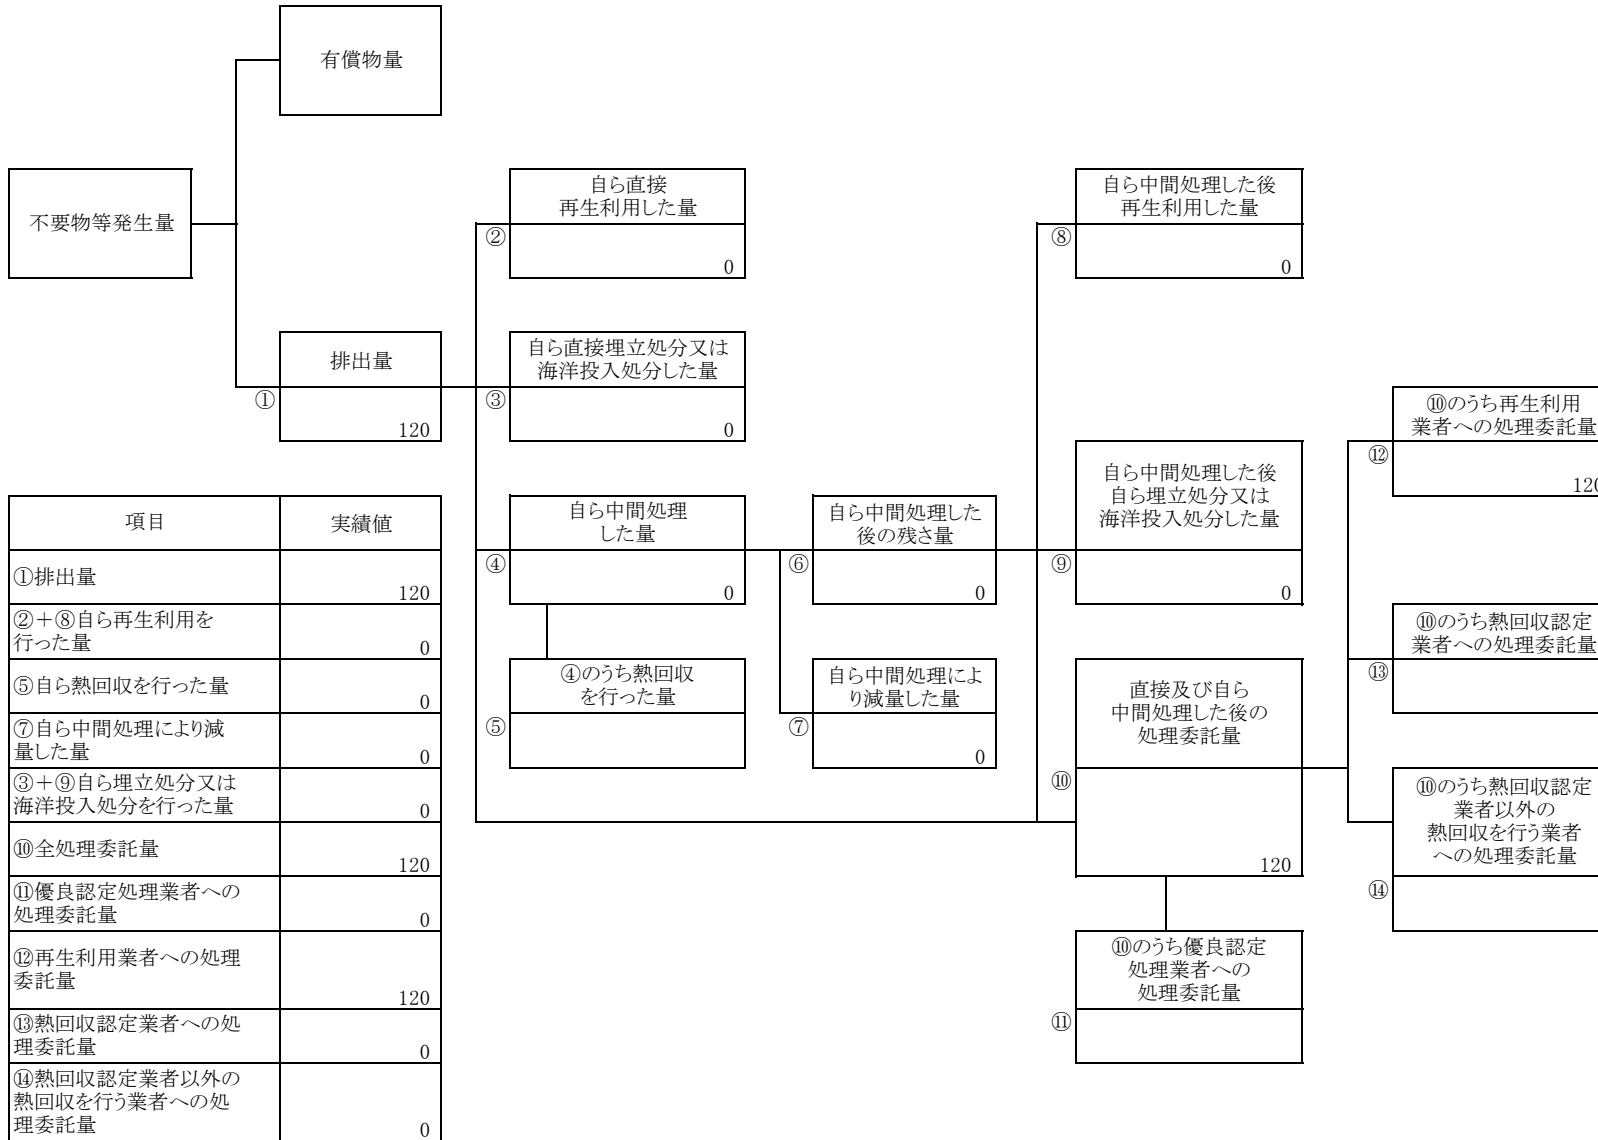 有償物量
不要物等発生量
自ら直接
再生利用した量
②
0
自ら中間処理した後
再生利用した量
⑧
0
排出量
①
120
自ら直接埋立処分又は
海洋投入処分した量
③
0
⑩のうち再生利用
業者への処理委託量
⑫
120
自ら中間処理
した量
④
0
自ら中間処理した
後の残さ量
⑥
0
自ら中間処理した後
自ら埋立処分又は
海洋投入処分した量
⑨
0
⑩のうち熱回収認定
業者への処理委託量
⑬
④のうち熱回収
を行った量
⑤
自ら中間処理によ
り減量した量
⑦
0
直接及び自ら
中間処理した後の
処理委託量
⑩
120
⑩のうち熱回収認定
業者以外の
熱回収を行う業者
への処理委託量
⑭
⑩のうち優良認定
処理業者への
処理委託量
⑪
項目 実績値
①排出量
120
②+⑧自ら再生利用を
行った量
0
⑤自ら熱回収を行った量
0
⑦自ら中間処理により減
量した量
0
③+⑨自ら埋立処分又は
海洋投入処分を行った量
0
⑩全処理委託量
120
⑪優良認定処理業者への
処理委託量
0
⑫再生利用業者への処理
委託量
120
⑬熱回収認定業者への処
理委託量
0
⑭熱回収認定業者以外の
熱回収を行う業者への処
理委託量
0